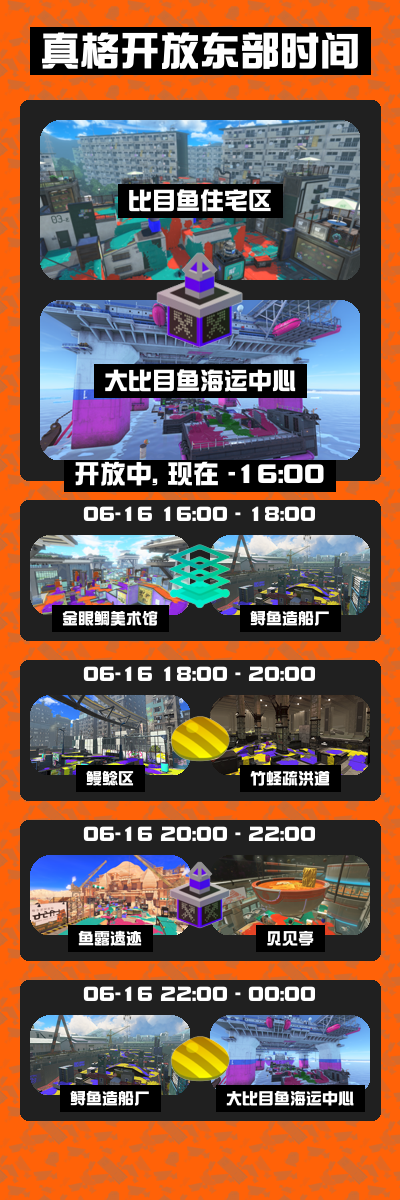 真格开放东部时间
比目鱼住宅区
大比目鱼海运中心
开放中, 现在 -16:00
06-16 16:00 - 18:00
金眼鲷美术馆
鲟鱼造船厂
06-16 18:00 - 20:00
鳗鲶区
竹蛏疏洪道
06-16 20:00 - 22:00
鱼露遗迹
贝贝亭
06-16 22:00 - 00:00
鲟鱼造船厂
大比目鱼海运中心